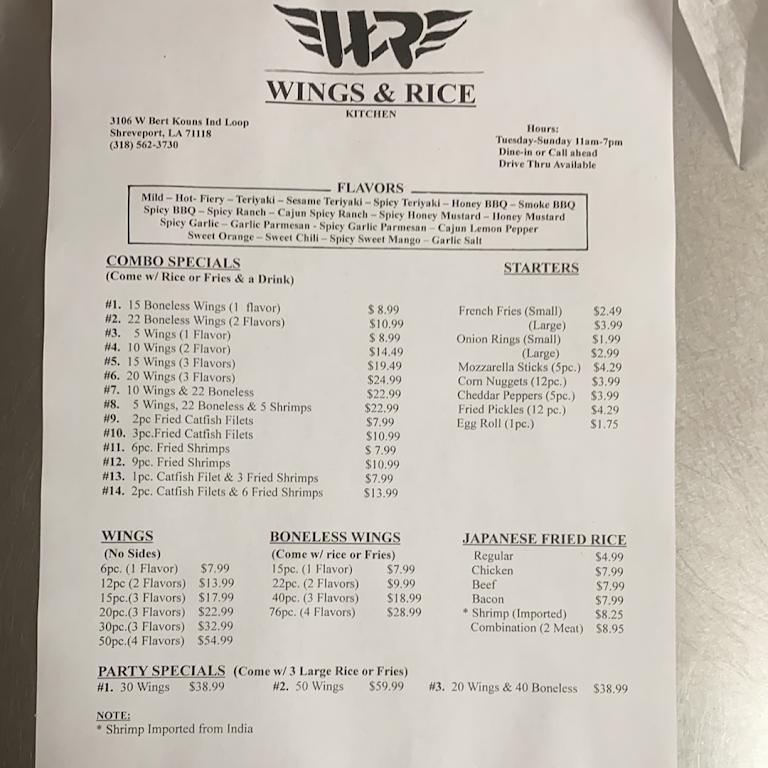 WR
WINGS & RICE
KITCHEN
3106 W Bert Kouns Ind Loop
Shreveport, LA 71118
(318) 562-3730
Hours:
Tuesday-Sunday 11am-7pm
Dine-in or Call ahead
Drive Thru Available
FLAVORS
Mild – Hot- Fiery – Teriyaki – Sesame Teriyaki – Spicy Teriyaki – Honey BBQ – Smoke BBQ
Spicy BBQ – Spicy Ranch – Cajun Spicy Ranch – Spicy Honey Mustard – Honey Mustard
Spicy Garlic – Garlic Parmesan - Spicy Garlic Parmesan – Cajun Lemon Pepper
Sweet Orange – Sweet Chili – Spicy Sweet Mango – Garlic Salt
COMBO SPECIALS
(Come w/ Rice or Fries & a Drink)
#1. 15 Boneless Wings (1 flavor) $ 8.99
#2. 22 Boneless Wings (2 Flavors) $10.99
#3. 5 Wings (1 Flavor) $ 8.99
#4. 10 Wings (2 Flavor) $14.49
#5. 15 Wings (3 Flavors) $19.49
#6. 20 Wings (3 Flavors) $24.99
#7. 10 Wings & 22 Boneless $22.99
#8. 5 Wings, 22 Boneless & 5 Shrimps $22.99
#9. 2pc Fried Catfish Filets $7.99
#10. 3pc.Fried Catfish Filets $10.99
#11. 6pc. Fried Shrimps $ 7.99
#12. 9pc. Fried Shrimps $10.99
#13. 1pc. Catfish Filet & 3 Fried Shrimps $7.99
#14. 2pc. Catfish Filets & 6 Fried Shrimps $13.99
STARTERS
French Fries (Small) $2.49
(Large) $3.99
Onion Rings (Small) $1.99
(Large) $2.99
Mozzarella Sticks (5pc.) $4.29
Corn Nuggets (12pc.) $3.99
Cheddar Peppers (5pc.) $3.99
Fried Pickles (12 pc.) $4.29
Egg Roll (1pc.) $1.75
WINGS
(No Sides)
6pc. (1 Flavor) $7.99
12pc (2 Flavors) $13.99
15pc.(3 Flavors) $17.99
20pc.(3 Flavors) $22.99
30pc.(3 Flavors) $32.99
50pc.(4 Flavors) $54.99
BONELESS WINGS
(Come w/ rice or Fries)
15pc. (1 Flavor) $7.99
22pc. (2 Flavors) $9.99
40pc. (3 Flavors) $18.99
76pc. (4 Flavors) $28.99
JAPANESE FRIED RICE
Regular $4.99
Chicken $7.99
Beef $7.99
Bacon $7.99
* Shrimp (Imported) $8.25
Combination (2 Meat) $8.95
PARTY SPECIALS (Come w/ 3 Large Rice or Fries)
#1. 30 Wings $38.99 #2. 50 Wings $59.99 #3. 20 Wings & 40 Boneless $38.99
NOTE:
* Shrimp Imported from India